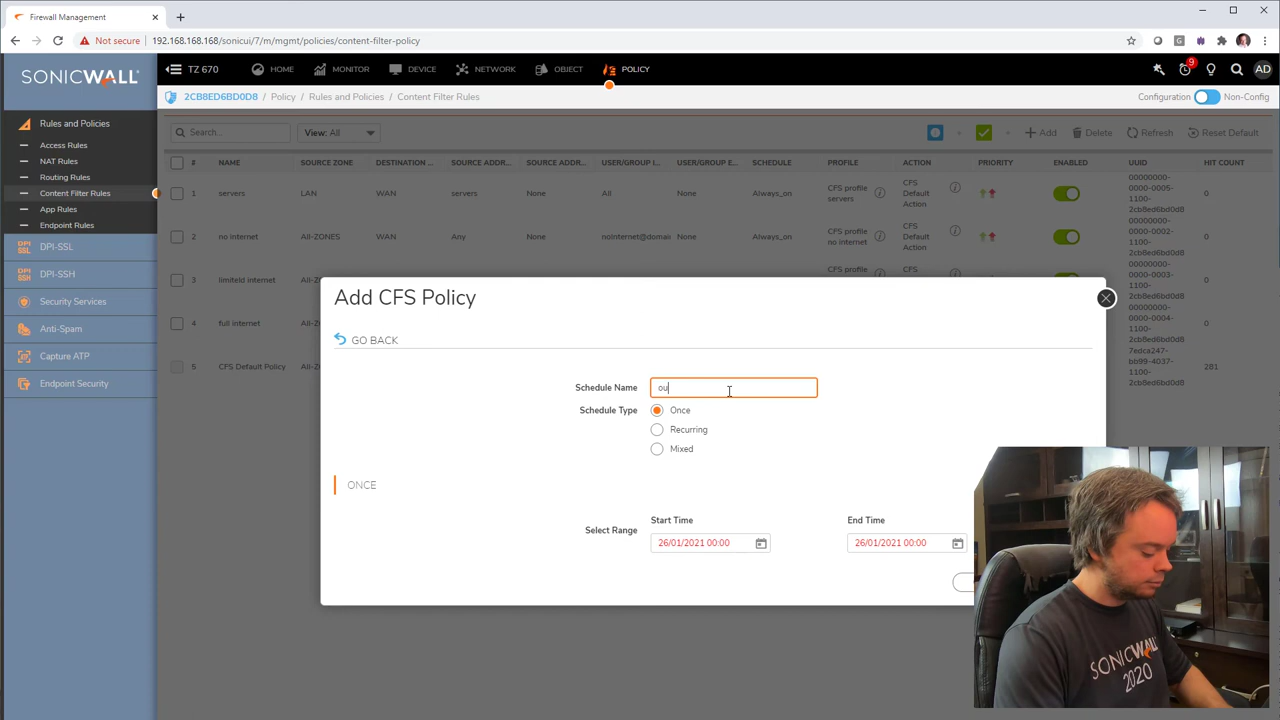 Firewall Management
Not secure 192.168.168.168/sonicui/7/m/mgmt/policies/content-filter-policy
SONICWALL
TZ 670 HOME MONITOR DEVICE NETWORK OBJECT POLICY 9 AD
2CB8ED6BD0D8 / Policy / Rules and Policies / Content Filter Rules Configuration Non-Config
Rules and Policies
Access Rules
NAT Rules
Routing Rules
Content Filter Rules
App Rules
Endpoint Rules
DPI-SSL
DPI-SSH
Security Services
Anti-Spam
Capture ATP
Endpoint Security
Search... View: All + Add Delete Refresh Reset Default
# NAME SOURCE ZONE DESTINATION ... SOURCE ADDR... SOURCE ADDR... USER/GROUP I... USER/GROUP E... SCHEDULE PROFILE ACTION PRIORITY ENABLED UUID HIT COUNT
1 servers LAN WAN servers None All None Always_on CFS profile servers CFS Default Action 00000000-0000-0005-1100-2cb8ed6bd0d8 0
2 no internet All-ZONES WAN Any None nointernet@domai None Always_on CFS profile no internet CFS Default Action 00000000-0000-0002-1100-2cb8ed6bd0d8 0
3 limiteld internet All-ZONES CFS profile CFS 00000000-0000-0003-1100-2cb8ed6bd0d8 0
4 full internet All-ZO 00000000-0000-0004-1100-2cb8ed6bd0d8 0
5 CFS Default Policy All-Z 7edca247-bb99-4037-1100-2cb8ed6bd0d8 281
Add CFS Policy
GO BACK
Schedule Name ou
Schedule Type Once
Recurring
Mixed
ONCE
Start Time End Time
Select Range
26/01/2021 00:00 26/01/2021 00:00
SONICWALL
2020